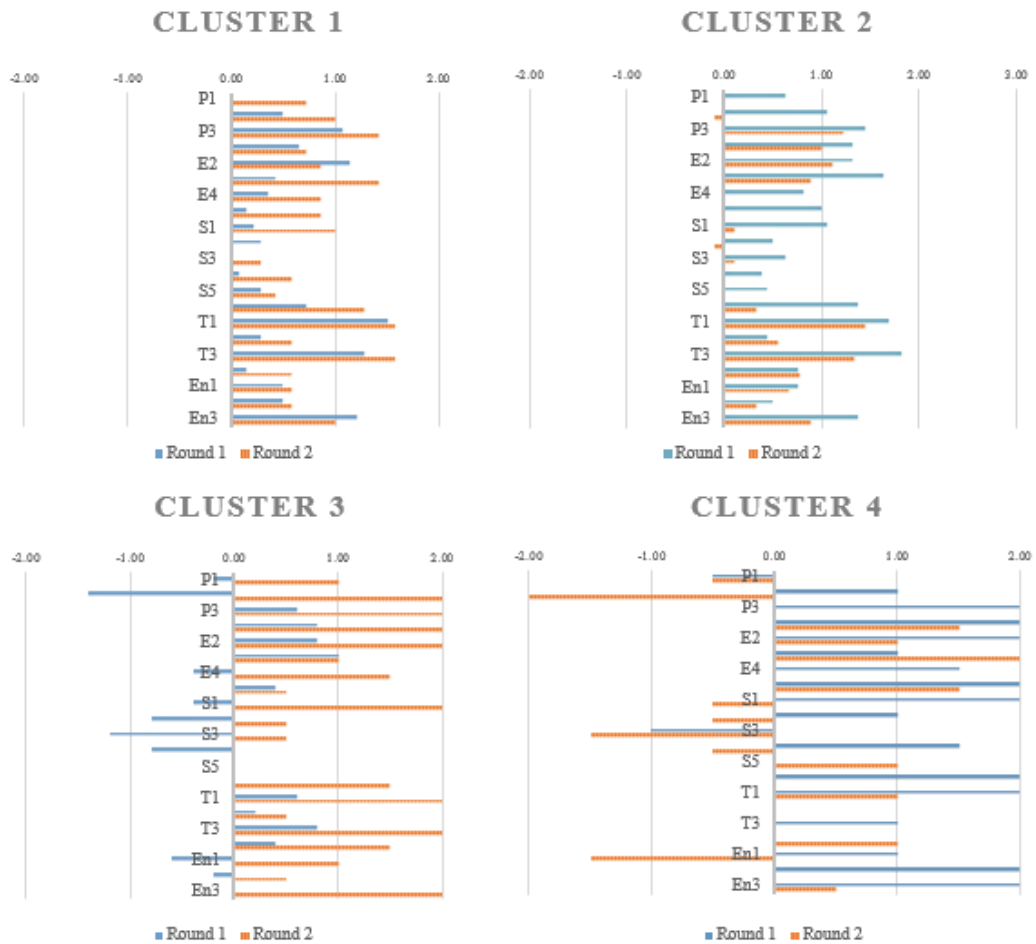 CLUSTER 1
-2.00 -1.00 0.00 1.00 2.00
P1
P3
E2
E4
S1
S3
S5
T1
T3
En1
En3
Round 1 Round 2
CLUSTER 2
-2.00 -1.00 0.00 1.00 2.00 3.00
P1
P3
E2
E4
S1
S3
S5
T1
T3
En1
En3
Round 1 Round 2
CLUSTER 3
-2.00 -1.00 0.00 1.00 2.00
P1
P3
E2
E4
S1
S3
S5
T1
T3
En1
En3
Round 1 Round 2
CLUSTER 4
-2.00 -1.00 0.00 1.00 2.00
P1
P3
E2
E4
S1
S3
S5
T1
T3
En1
En3
Round 1 Round 2